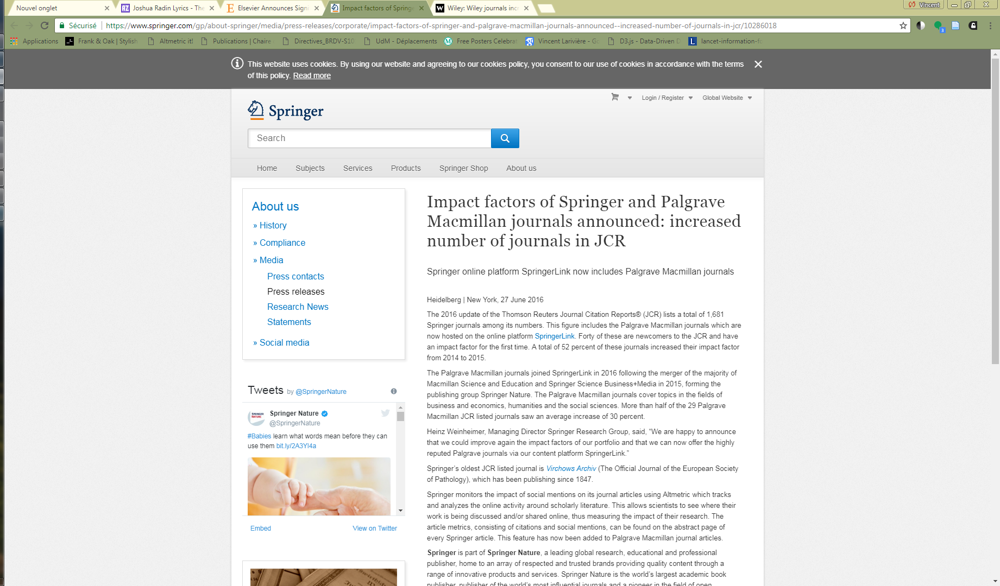 Nouvel onglet
Joshua Radin Lyrics - The
Elsevier Announces Signi
Impact factors of Springe
Wiley: Wiley journals incr
Vincent
Sécurisé
https://www.springer.com/gp/about-springer/media/press-releases/corporate/impact-factors-of-springer-and-palgrave-macmillan-journals-announced--increased-number-of-journals-in-jcr/10286018
3
Applications
Frank & Oak | Stylish
Altmetric it!
Publications | Chaire
Directives_BRDV-S10
UdM - Déplacements
Free Posters Celebrat
Vincent Larivière - Go
D3.js - Data-Driven D
lancet-information-fo
This website uses cookies. By using our website and agreeing to our cookies policy, you consent to our use of cookies in accordance with the terms
of this policy. Read more
Login / Register
Global Website
Springer
Search
Home
Subjects
Services
Products
Springer Shop
About us
About us
» History
» Compliance
» Media
Press contacts
Press releases
Research News
Statements
» Social media
Tweets by @SpringerNature
SPRINGER NATURE
Springer Nature
@SpringerNature
#Babies learn what words mean before they can
use them bit.ly/2A3Yl4a
Embed
View on Twitter
Impact factors of Springer and Palgrave
Macmillan journals announced: increased
number of journals in JCR
Springer online platform SpringerLink now includes Palgrave Macmillan journals
Heidelberg | New York, 27 June 2016
The 2016 update of the Thomson Reuters Journal Citation Reports® (JCR) lists a total of 1,681
Springer journals among its numbers. This figure includes the Palgrave Macmillan journals which are
now hosted on the online platform SpringerLink. Forty of these are newcomers to the JCR and have
an impact factor for the first time. A total of 52 percent of these journals increased their impact factor
from 2014 to 2015.
The Palgrave Macmillan journals joined SpringerLink in 2016 following the merger of the majority of
Macmillan Science and Education and Springer Science Business+Media in 2015, forming the
publishing group Springer Nature. The Palgrave Macmillan journals cover topics in the fields of
business and economics, humanities and the social sciences. More than half of the 29 Palgrave
Macmillan JCR listed journals saw an average increase of 30 percent.
Heinz Weinheimer, Managing Director Springer Research Group, said, “We are happy to announce
that we could improve again the impact factors of our portfolio and that we can now offer the highly
reputed Palgrave journals via our content platform SpringerLink.”
Springer’s oldest JCR listed journal is Virchows Archiv (The Official Journal of the European Society
of Pathology), which has been publishing since 1847.
Springer monitors the impact of social mentions on its journal articles using Altmetric which tracks
and analyzes the online activity around scholarly literature. This allows scientists to see where their
work is being discussed and/or shared online, thus measuring the impact of their research. The
article metrics, consisting of citations and social mentions, can be found on the abstract page of
every Springer article. This feature has now been added to Palgrave Macmillan journal articles.
Springer is part of Springer Nature, a leading global research, educational and professional
publisher, home to an array of respected and trusted brands providing quality content through a
range of innovative products and services. Springer Nature is the world’s largest academic book
publisher, publisher of the world’s most influential journals and a pioneer in the field of open